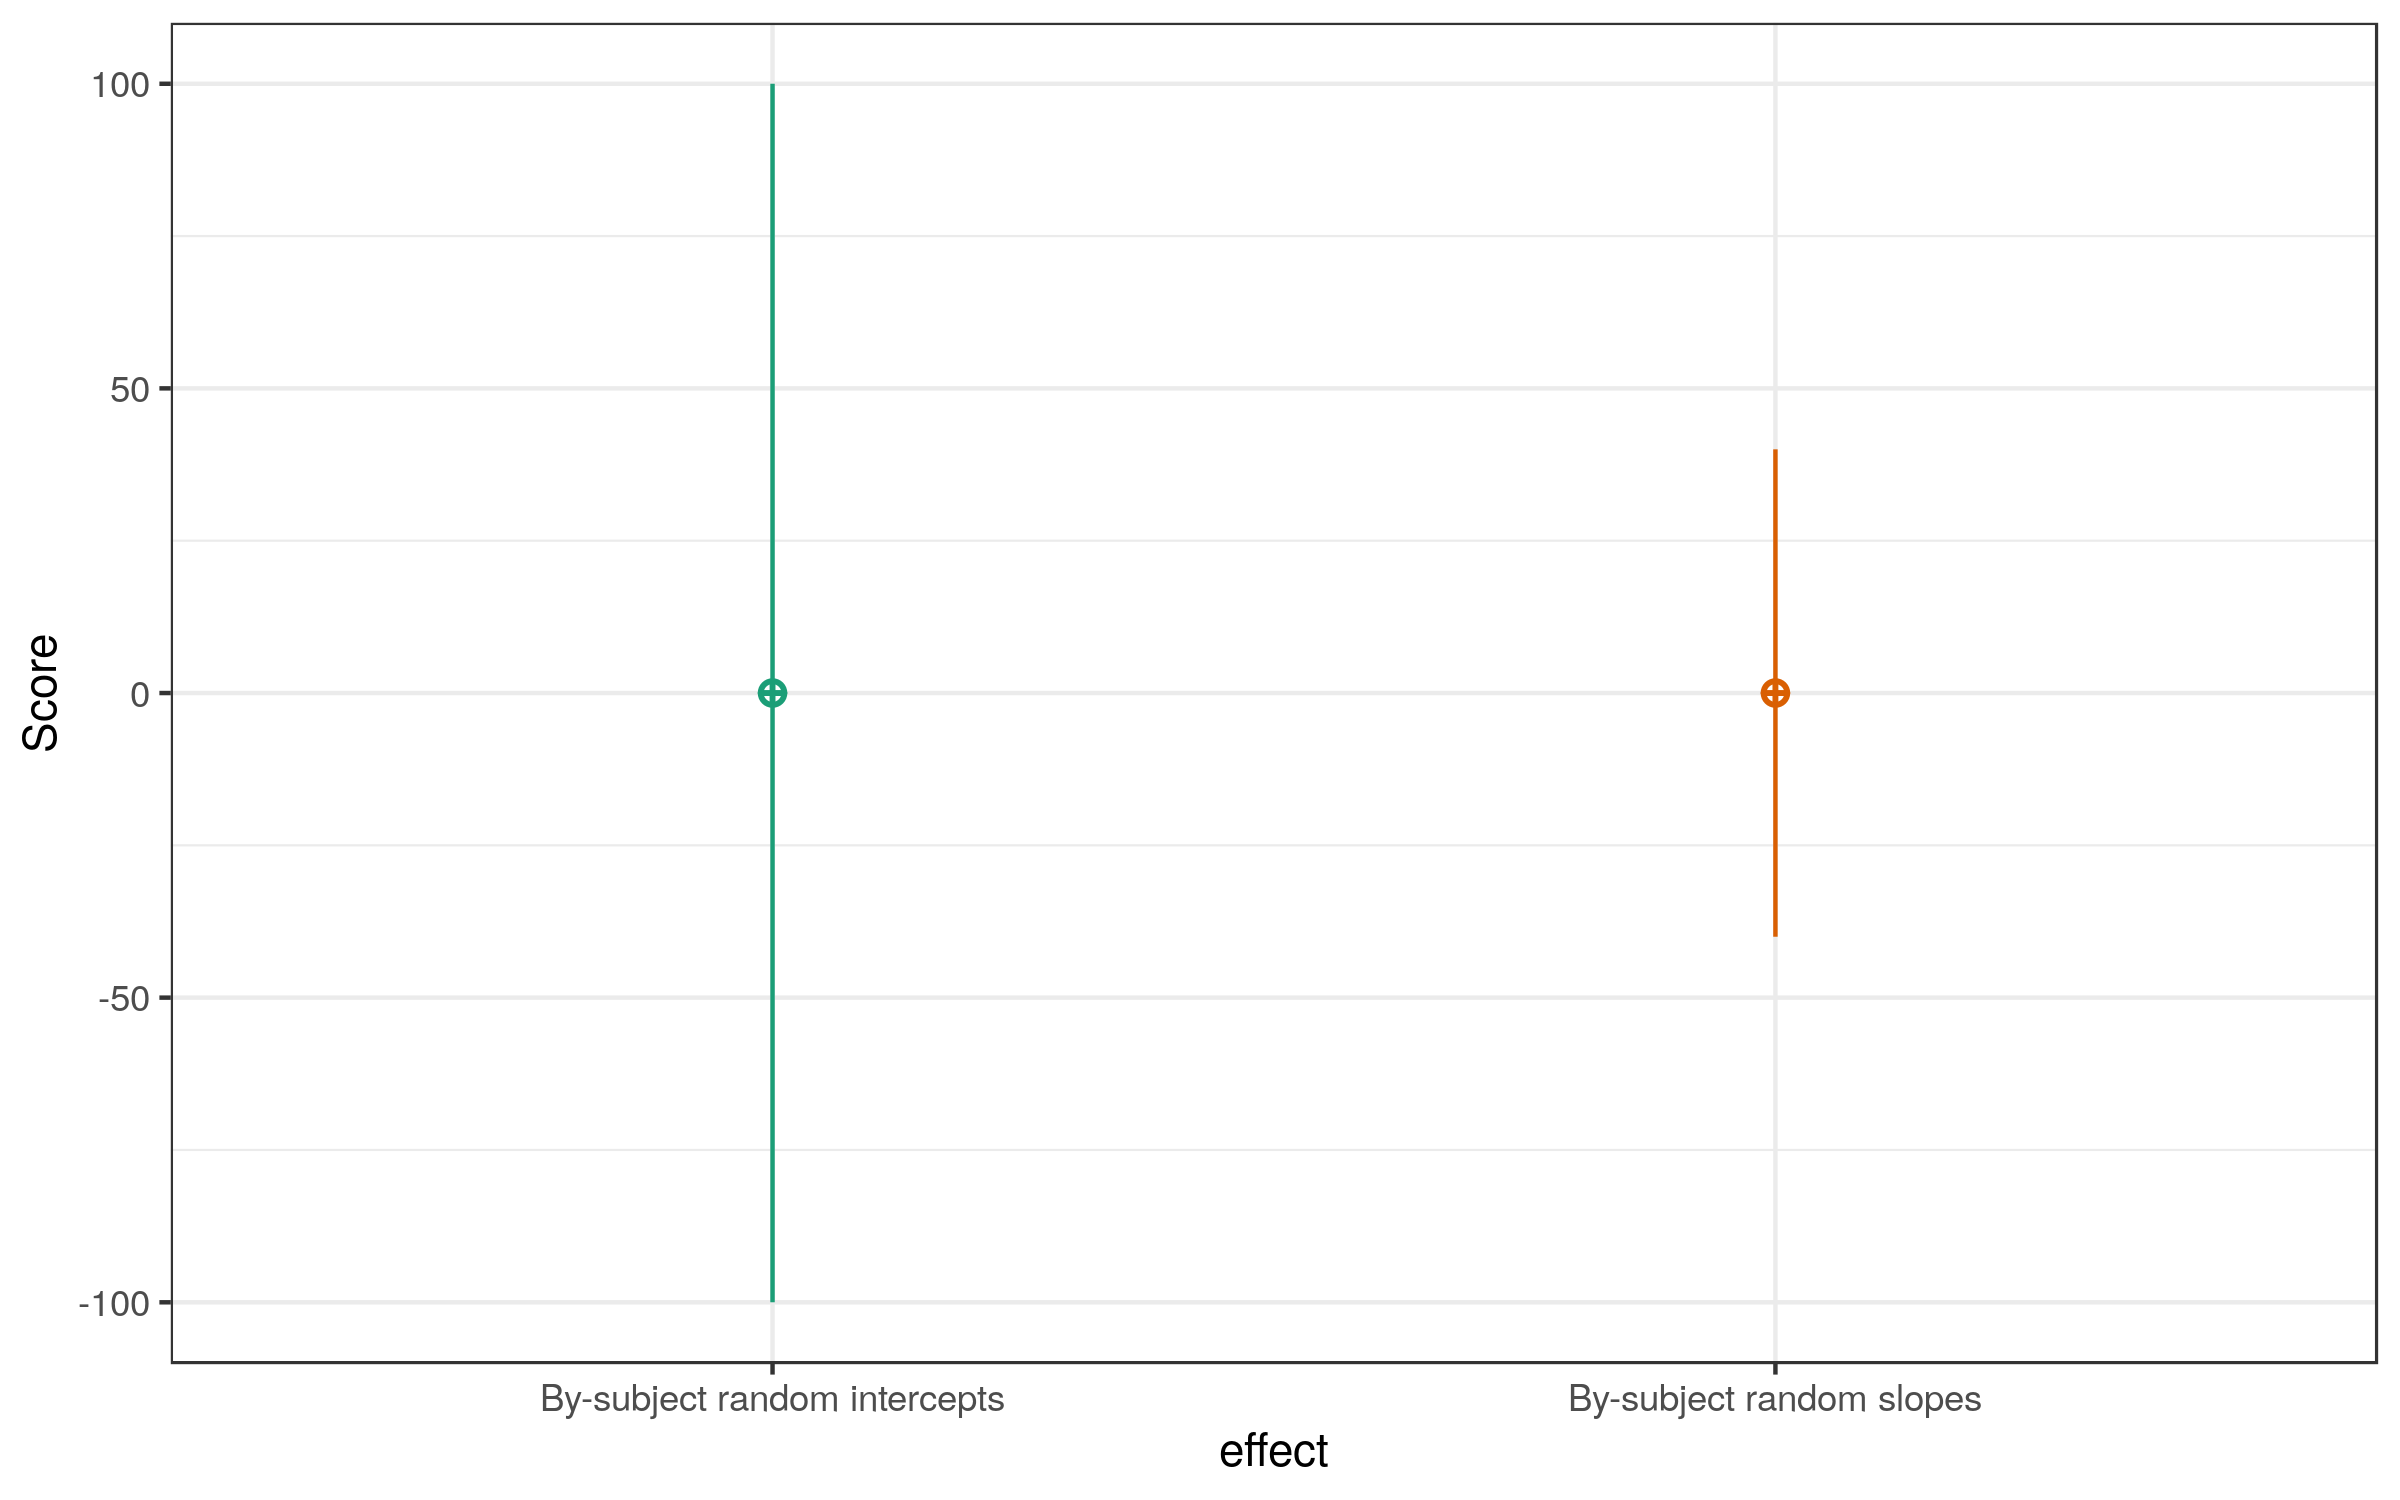 Score
100
50
0
-50
-100
By-subject random intercepts
By-subject random slopes
effect